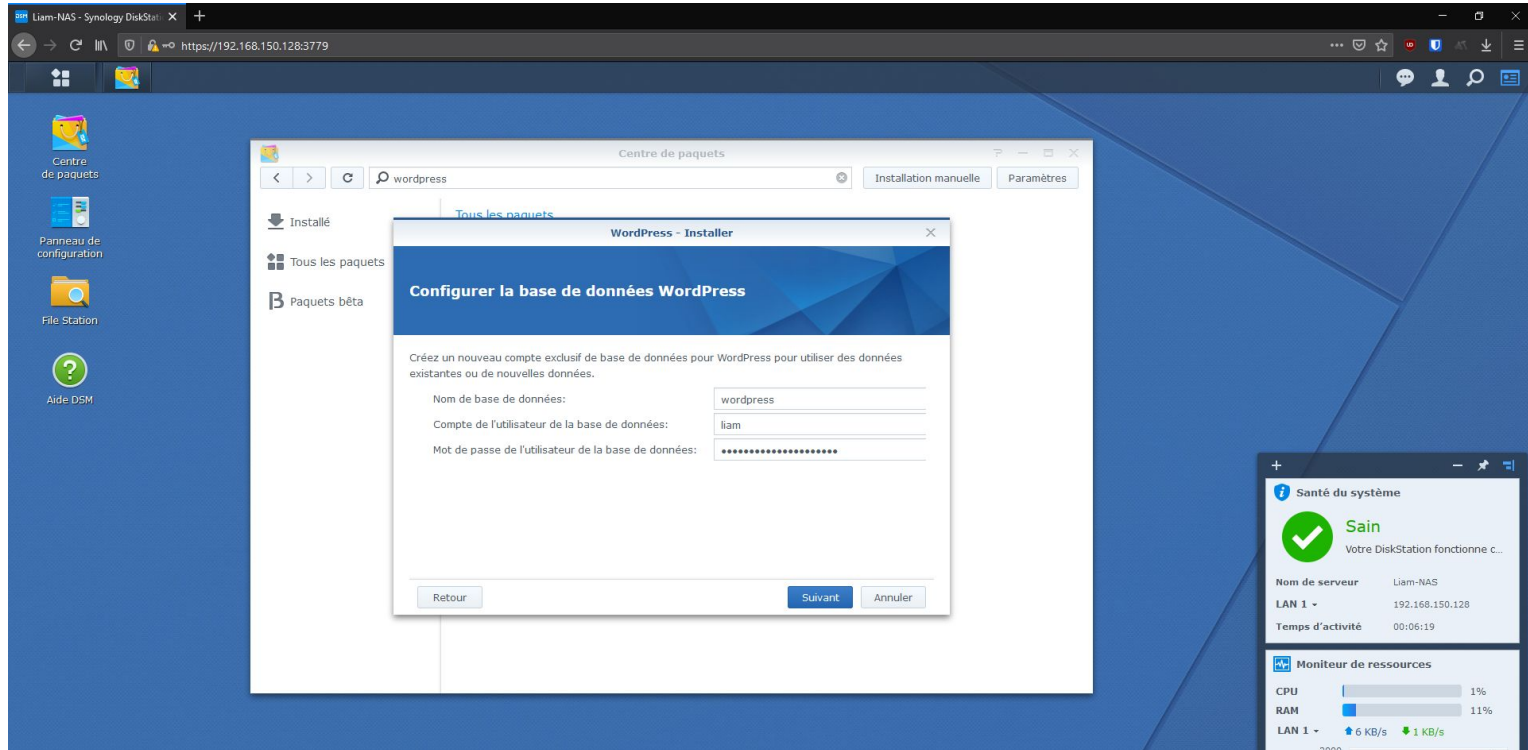 Liam-NAS - Synology DiskStati
https://192.168.150.128:3779
Centre
de paquets
Panneau de
configuration
File Station
Aide DSM
Centre de paquets
wordpress
Installation manuelle
Paramètres
Installé
Tous les paquets
Paquets bêta
Tous les paquets
WordPress - Installer
Configurer la base de données WordPress
Créez un nouveau compte exclusif de base de données pour WordPress pour utiliser des données
existantes ou de nouvelles données.
Nom de base de données: wordpress
Compte de l'utilisateur de la base de données: liam
Mot de passe de l'utilisateur de la base de données: •••••••••••••••••••••
Retour
Suivant
Annuler
Santé du système
Sain
Votre DiskStation fonctionne c...
Nom de serveur Liam-NAS
LAN 1 192.168.150.128
Temps d'activité 00:06:19
Moniteur de ressources
CPU 1%
RAM 11%
LAN 1 6 KB/s 1 KB/s